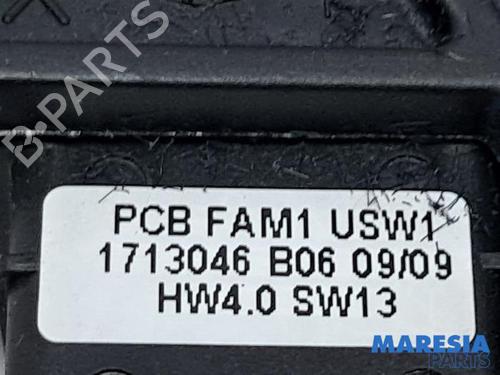 B-PARTS
PCB FAM1 USW1
1713046 B06 09/09
HW4.0 SW13
MARESIA
PARTS